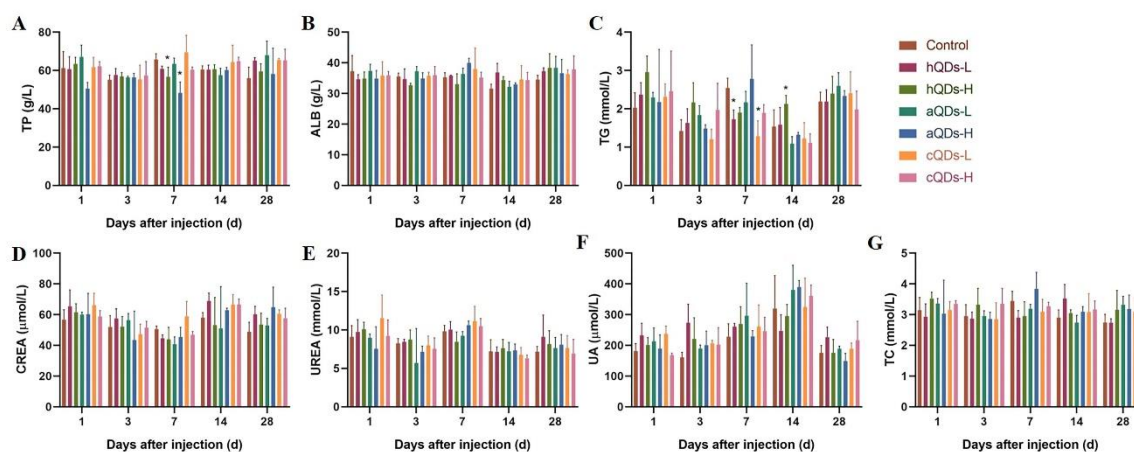 A
TP (g/L)
80
60
40
20
0
1 3 7 14 28
Days after injection (d)
* *
B
ALB (g/L)
50
40
30
20
10
0
1 3 7 14 28
Days after injection (d)
C
TG (mmol/L)
4
3
2
1
0
1 3 7 14 28
Days after injection (d)
* * *
Control
hQDs-L
hQDs-H
aQDs-L
aQDs-H
cQDs-L
cQDs-H
D
CREA (μmol/L)
100
80
60
40
20
0
1 3 7 14 28
Days after injection (d)
E
UREA (mmol/L)
20
15
10
5
0
1 3 7 14 28
Days after injection (d)
F
UA (μmol/L)
500
400
300
200
100
0
1 3 7 14 28
Days after injection (d)
G
TC (mmol/L)
5
4
3
2
1
0
1 3 7 14 28
Days after injection (d)